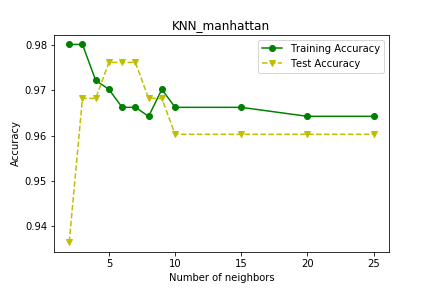 KNN_manhattan
Training Accuracy
Test Accuracy
0.98
0.97
0.96
0.95
0.94
Accuracy
5
10
15
20
25
Number of neighbors